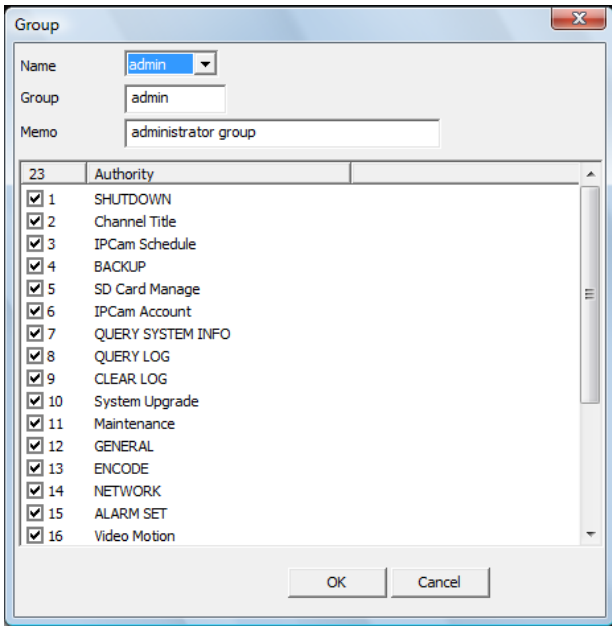 Group
Name admin
Group admin
Memo administrator group
23 Authority
1 SHUTDOWN
2 Channel Title
3 IPCam Schedule
4 BACKUP
5 SD Card Manage
6 IPCam Account
7 QUERY SYSTEM INFO
8 QUERY LOG
9 CLEAR LOG
10 System Upgrade
11 Maintenance
12 GENERAL
13 ENCODE
14 NETWORK
15 ALARM SET
16 Video Motion
OK Cancel